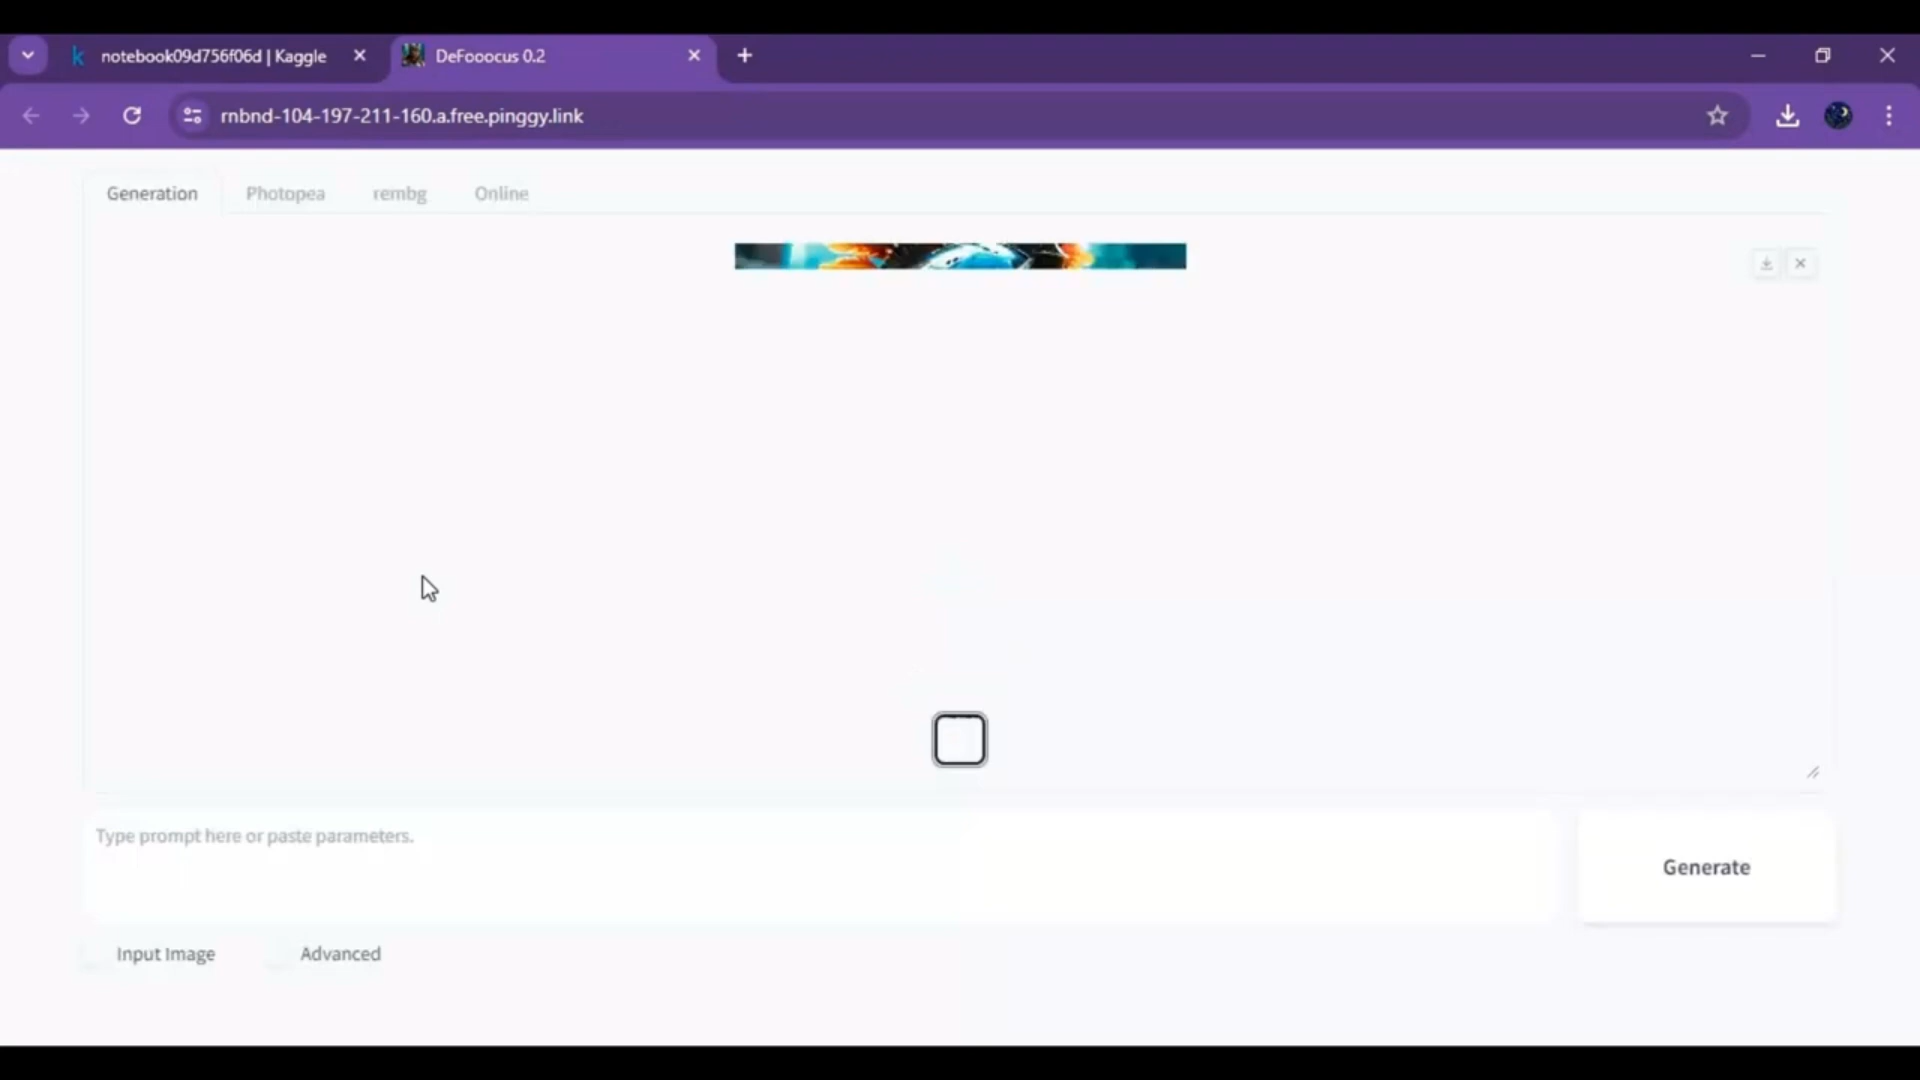 notebook09d756f06d | Kaggle
DeFooocus 0.2
rnbnd-104-197-211-160.a.free.pinggy.link
Generation Photopea rembg Online
Type prompt here or paste parameters.
Generate
Input Image Advanced